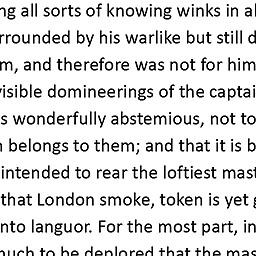 ng all sorts of knowing winks in a
rrounded by his warlike but still d
m, and therefore was not for him
visible domineerings of the captai
s wonderfully abstemious, not to
belongs to them; and that it is b
intended to rear the loftiest mast
that London smoke, token is yet
nto languor. For the most part, in
much to be deplored that the mas